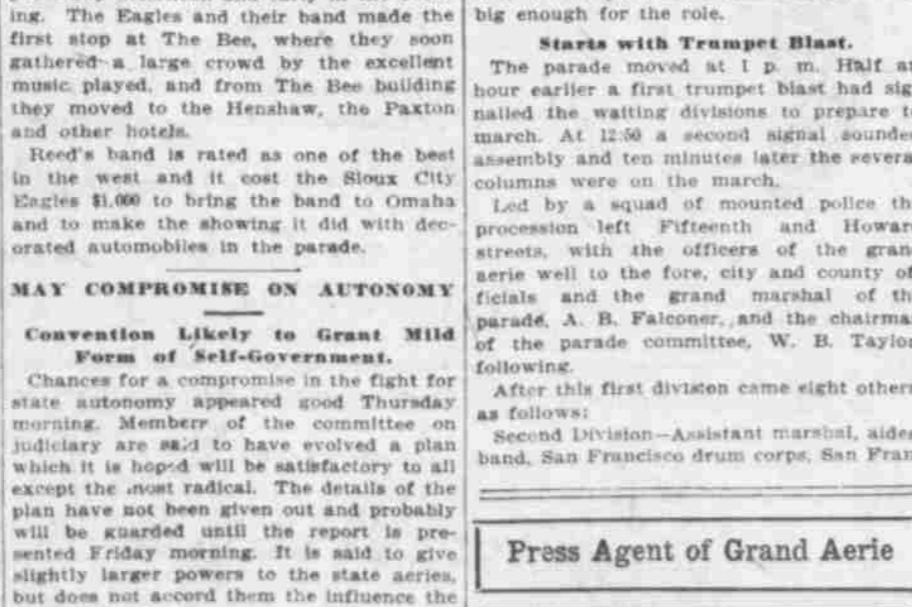 ing. The Eagles and their band made the
first stop at The Bee, where they soon
gathered a large crowd by the excellent
music played, and from The Bee building
they moved to the Henshaw, the Paxton
and other hotels.
Reed's band is rated as one of the best
in the west and it cost the Sioux City
Eagles $1,000 to bring the band to Omaha
and to make the showing it did with dec-
orated automobiles in the parade.
MAY COMPROMISE ON AUTONOMY
Convention Likely to Grant Mild
Form of Self-Government.
Chances for a compromise in the fight for
state autonomy appeared good Thursday
morning. Members of the committee on
judiciary are said to have evolved a plan
which it is hoped will be satisfactory to all
except the most radical. The details of the
plan have not been given out and probably
will be guarded until the report is pre-
sented Friday morning. It is said to give
slightly larger powers to the state aeries,
but does not accord them the influence the
big enough for the role.
Starts with Trumpet Blast.
The parade moved at 1 p. m. Half a
hour earlier a first trumpet blast had sig
nalled the waiting divisions to prepare t
march. At 12:50 a second signal sounde
assembly and ten minutes later the severa
columns were on the march.
Led by a squad of mounted police th
procession left Fifteenth and Howar
streets, with the officers of the gran
aerie well to the fore, city and county of
ficials and the grand marshal of th
parade, A. B. Falconer, and the chairma
of the parade committee, W. B. Taylor
following.
After this first division came eight other
as follows:
Second Division—Assistant marshal, aides
band, San Francisco drum corps, San Fran
Press Agent of Grand Aerie